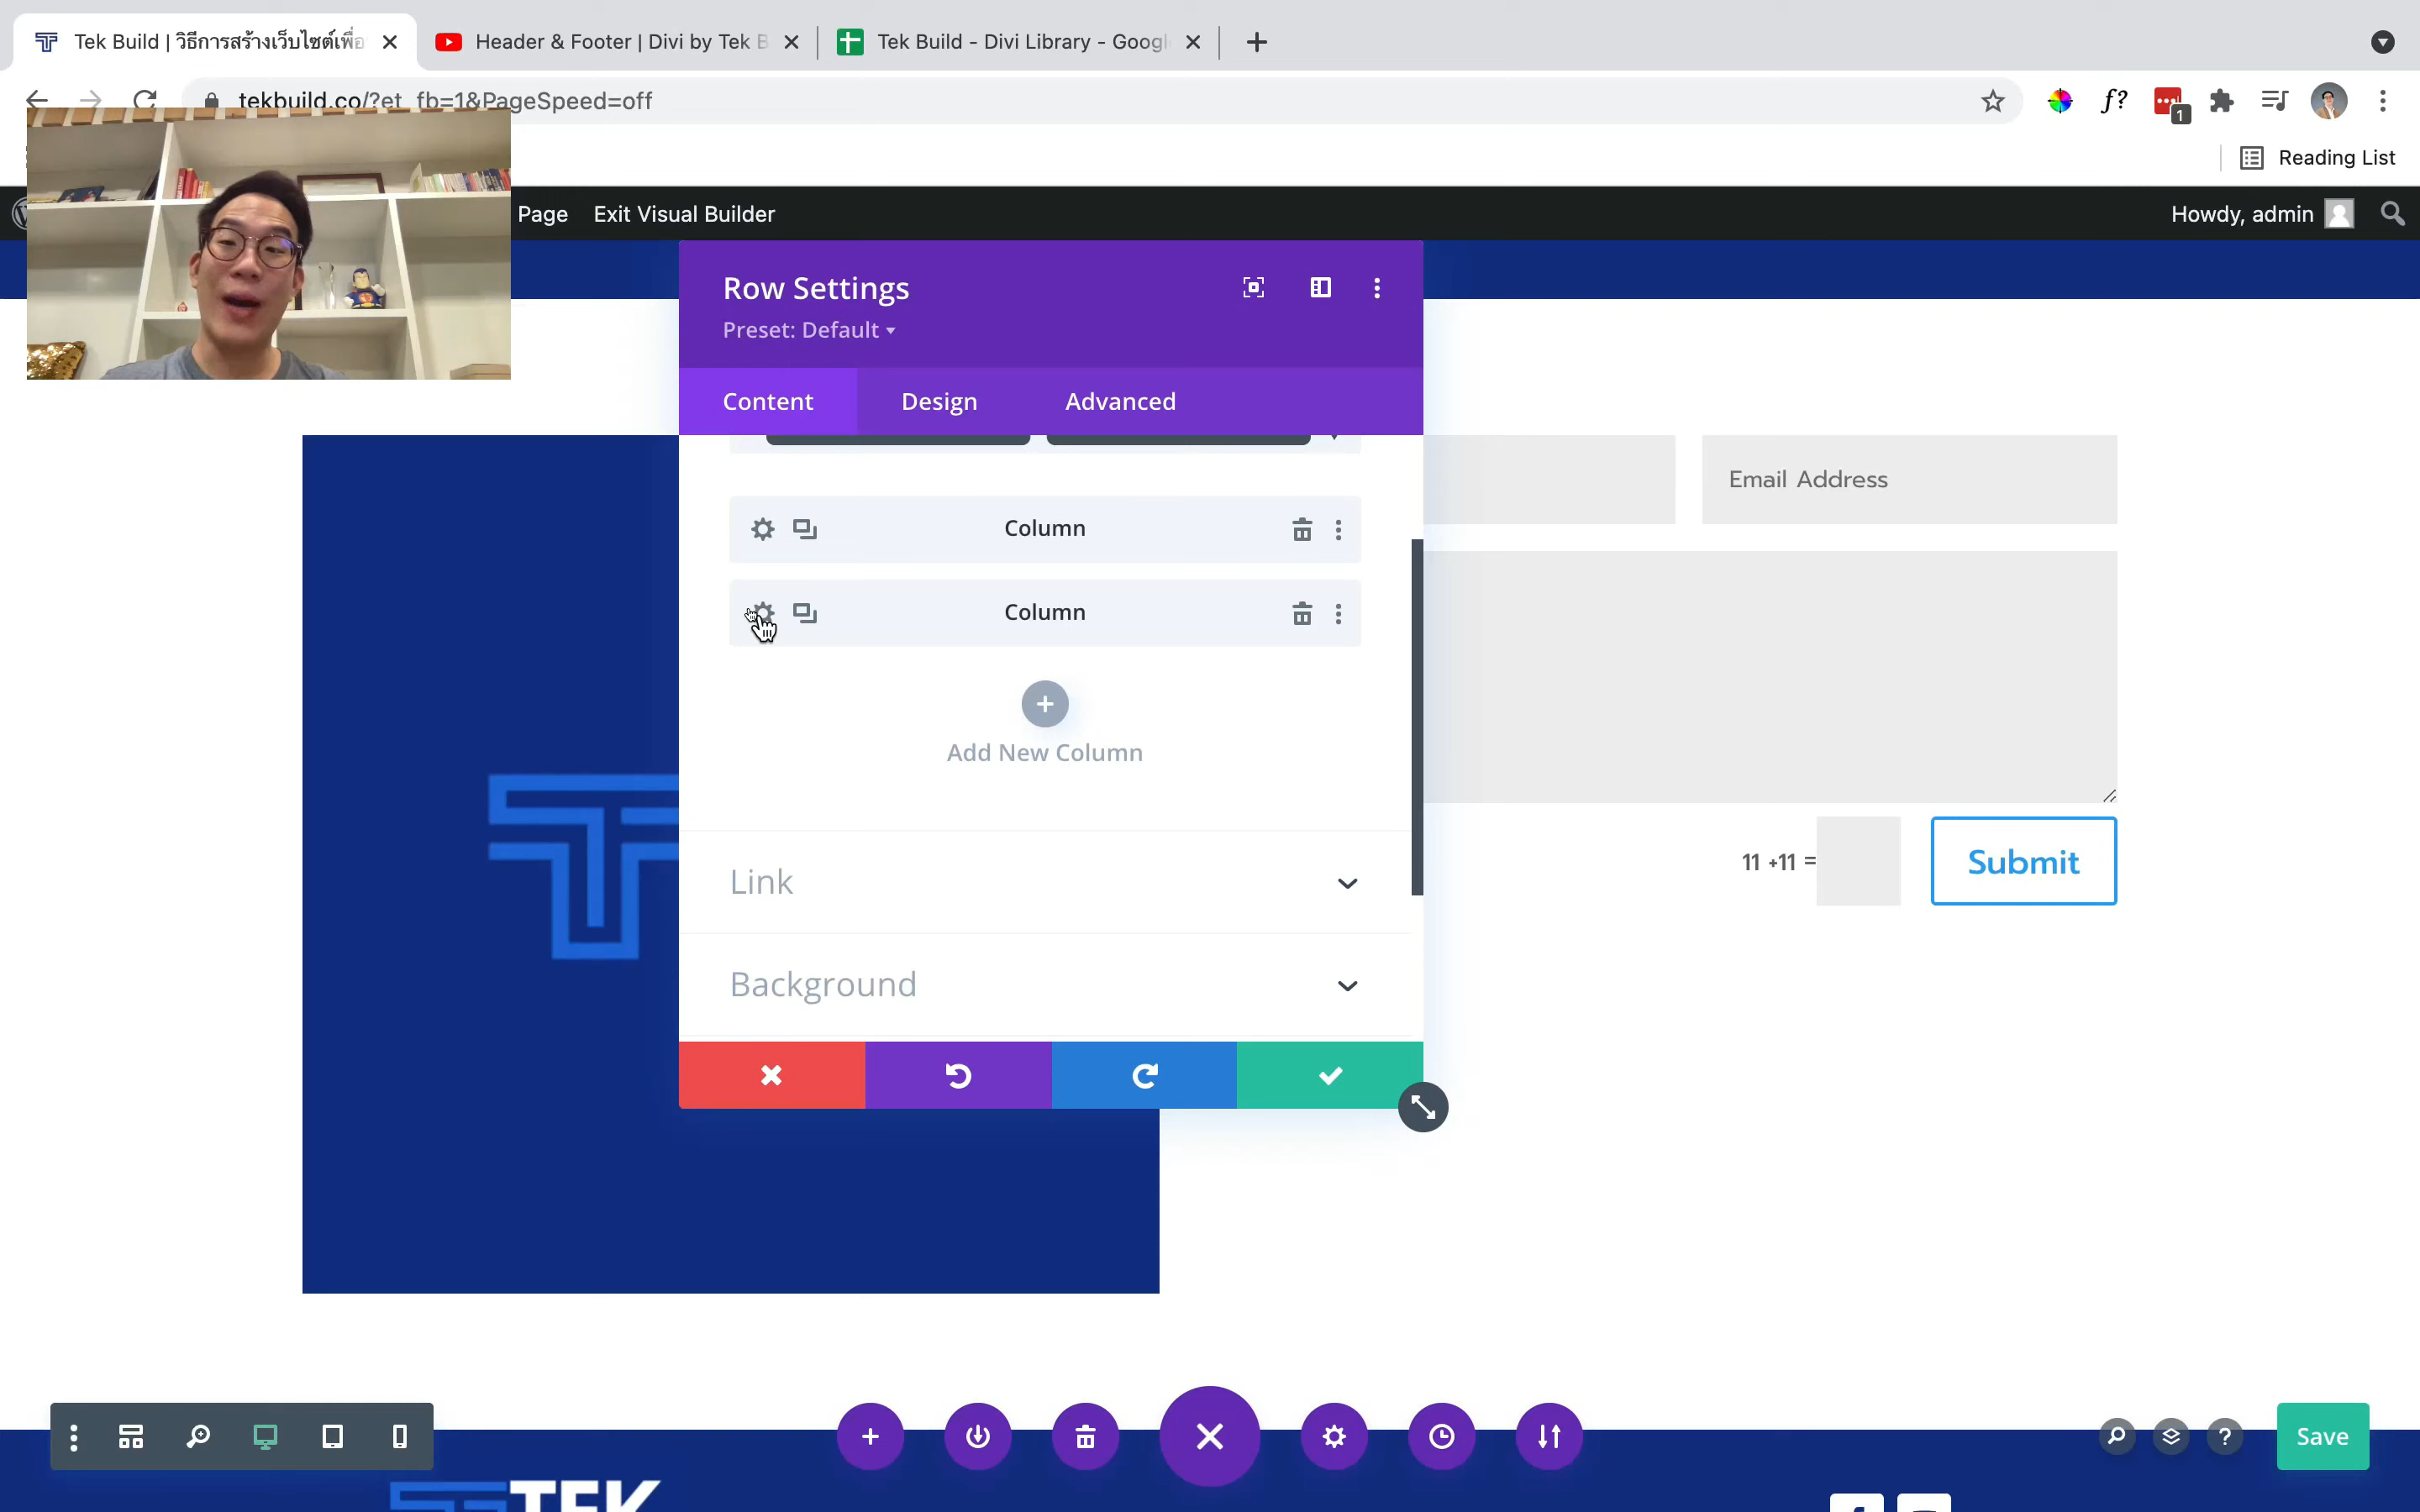 Tek Build | วิธีการสร้างเว็บไซต์เพื่อ
Header & Footer | Divi by Tek B
Tek Build - Divi Library - Googl
tekbuild.co/?et_fb=1&PageSpeed=off
f?
1
Reading List
Page
Exit Visual Builder
Howdy, admin
Row Settings
Preset: Default
Content
Design
Advanced
Email Address
Column
Column
Add New Column
11 +11 =
Submit
Link
Background
?
Save
TEK